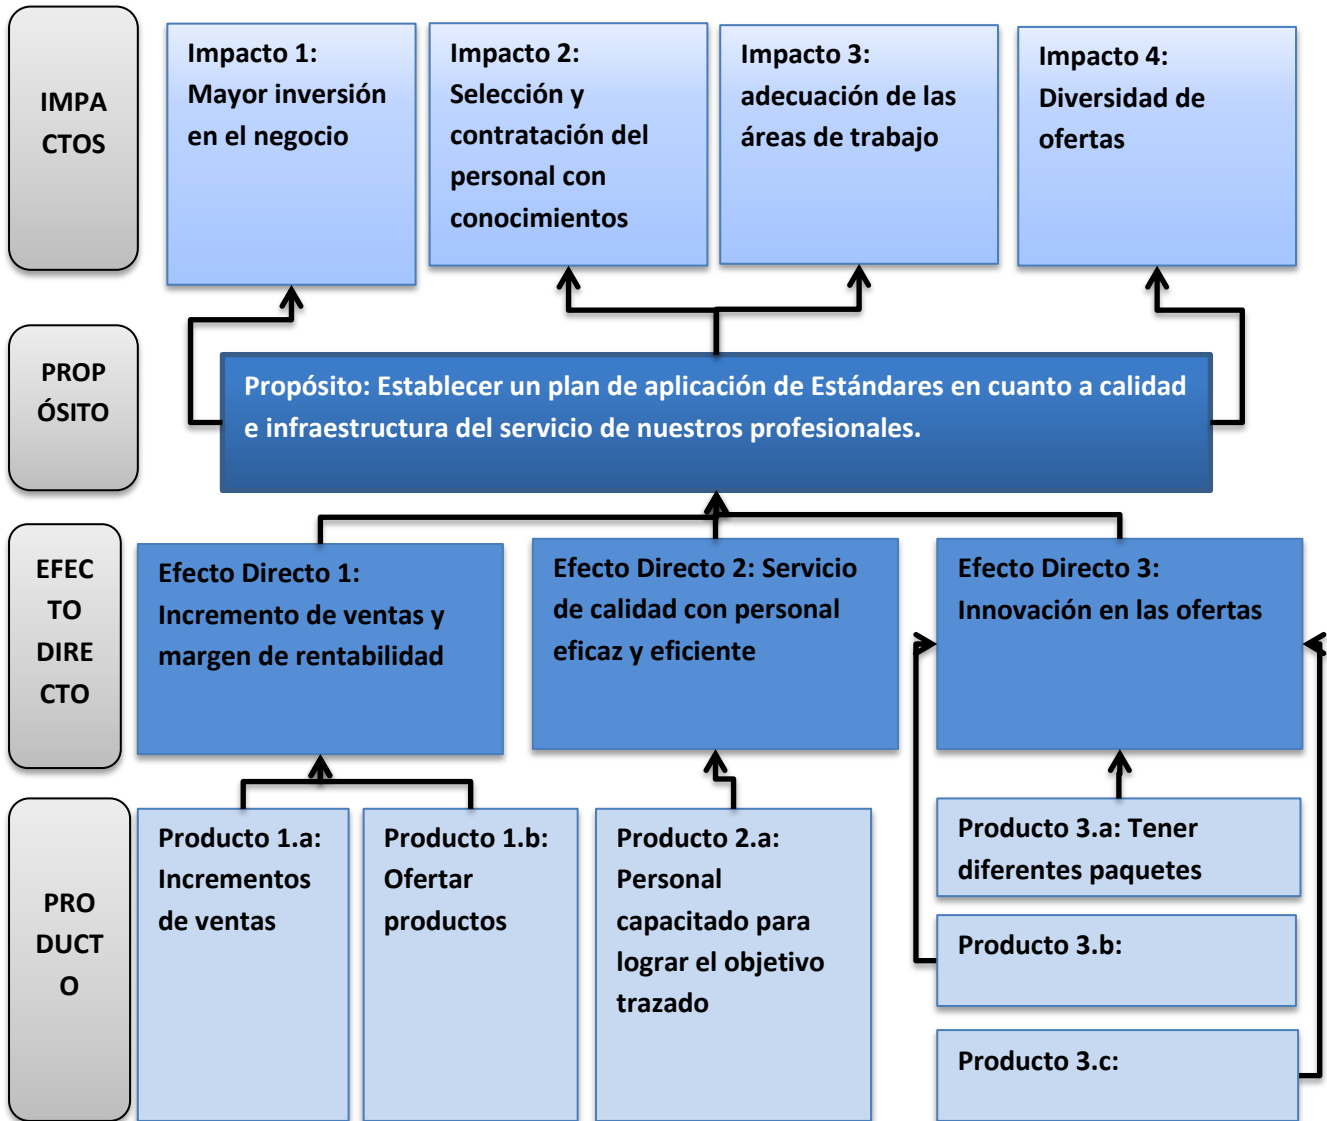 IMPA
CTOS
Impacto 1:
Mayor inversión
en el negocio
Impacto 2:
Selección y
contratación del
personal con
conocimientos
Impacto 3:
adecuación de las
áreas de trabajo
Impacto 4:
Diversidad de
ofertas
PROP
ÓSITO
Propósito: Establecer un plan de aplicación de Estándares en cuanto a calidad
e infraestructura del servicio de nuestros profesionales.
EFEC
TO
DIRE
CTO
Efecto Directo 1:
Incremento de ventas y
margen de rentabilidad
Efecto Directo 2: Servicio
de calidad con personal
eficaz y eficiente
Efecto Directo 3:
Innovación en las ofertas
PRO
DUCT
O
Producto 1.a:
Incrementos
de ventas
Producto 1.b:
Ofertar
productos
Producto 2.a:
Personal
capacitado para
lograr el objetivo
trazado
Producto 3.a: Tener
diferentes paquetes
Producto 3.b:
Producto 3.c: